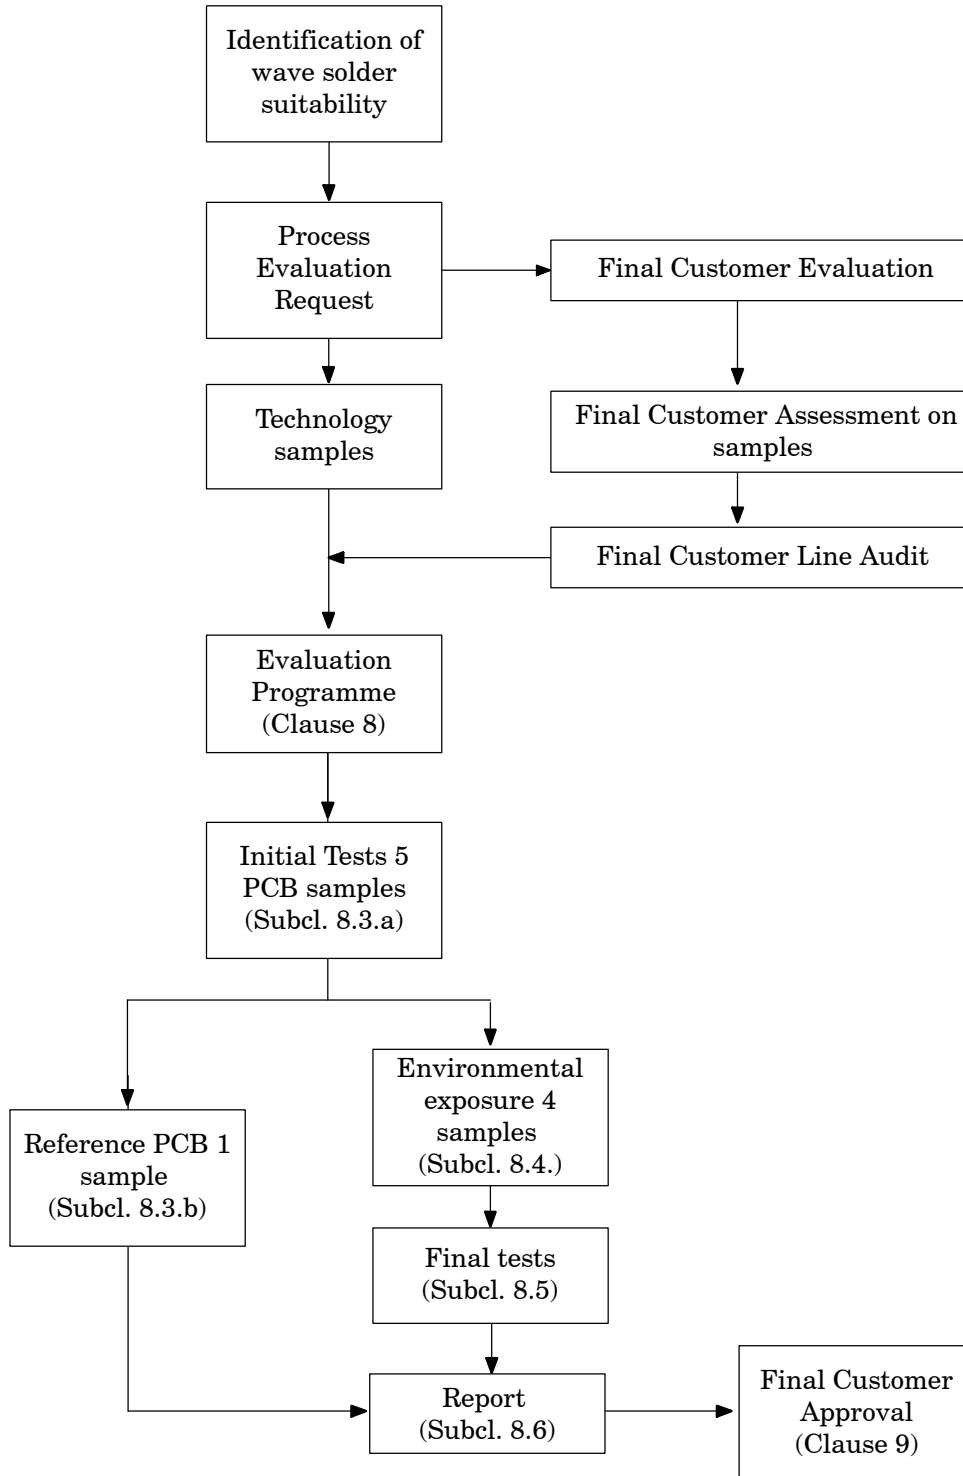 Identification of
wave solder
suitability
Process
Evaluation
Request
Final Customer Evaluation
Technology
samples
Final Customer Assessment on
samples
Final Customer Line Audit
Evaluation
Programme
(Clause 8)
Initial Tests 5
PCB samples
(Subcl. 8.3.a)
Reference PCB 1
sample
(Subcl. 8.3.b)
Environmental
exposure 4
samples
(Subcl. 8.4.)
Final tests
(Subcl. 8.5)
Report
(Subcl. 8.6)
Final Customer
Approval
(Clause 9)